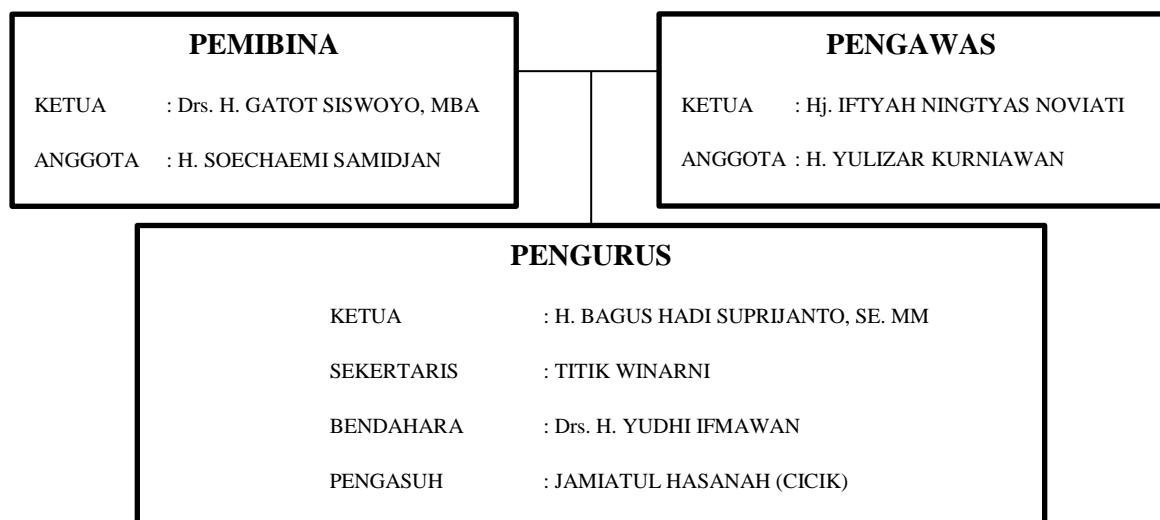 PEMIBINA
KETUA : Drs. H. GATOT SISWOYO, MBA
ANGGOTA : H. SOECHAEMI SAMIDJAN
PENGAWAS
KETUA : Hj. IFTYAH NINGTYAS NOVIATI
ANGGOTA : H. YULIZAR KURNIAWAN
PENGURUS
KETUA : H. BAGUS HADI SUPRIJANTO, SE. MM
SEKERTARIS : TITIK WINARNI
BENDAHARA : Drs. H. YUDHI IFMAWAN
PENGASUH : JAMIATUL HASANAH (CICIK)